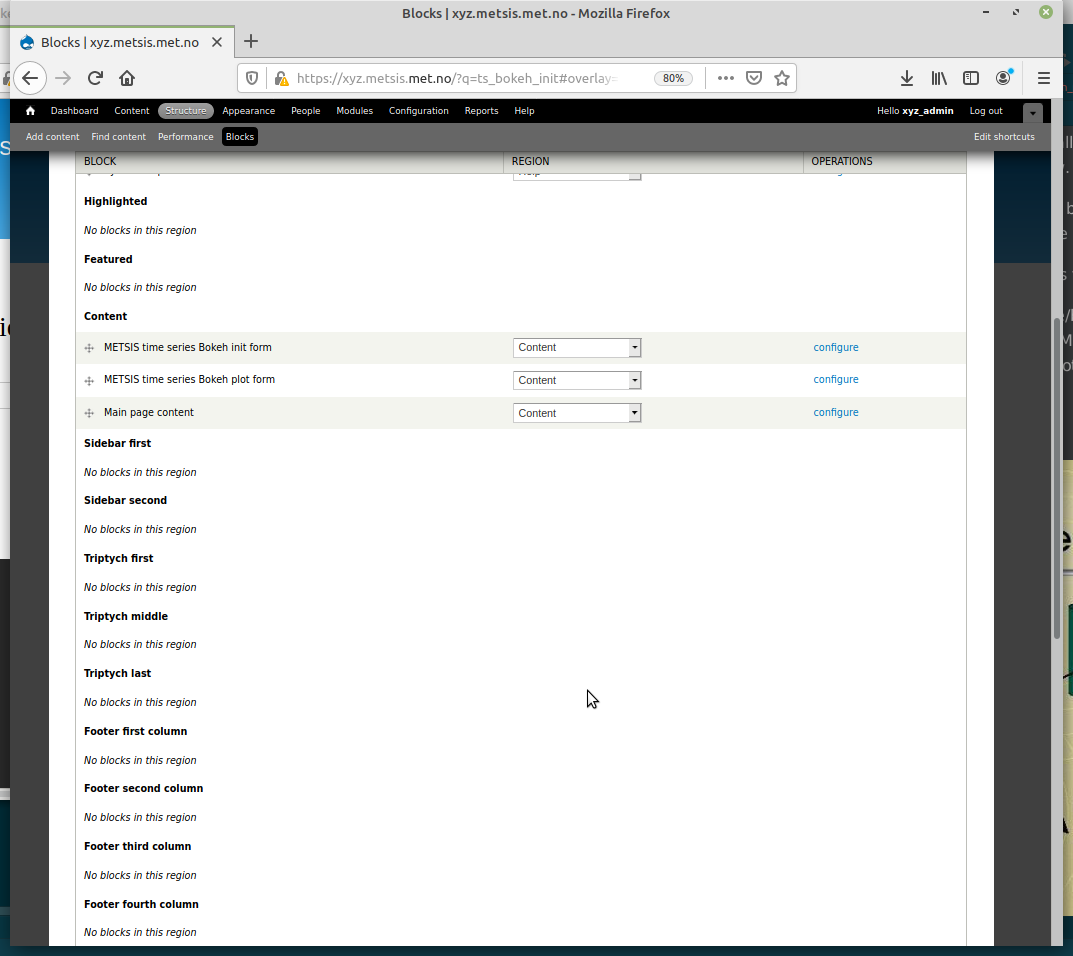 Blocks | xyz.metsis.met.no - Mozilla Firefox
Blocks | xyz.metsis.met.no
https://xyz.metsis.met.no/?q=ts_bokeh_init#overlay=
80%
Dashboard Content Structure Appearance People Modules Configuration Reports Help Hello xyz_admin Log out
Add content Find content Performance Blocks Edit shortcuts
BLOCK REGION OPERATIONS
Highlighted
No blocks in this region
Featured
No blocks in this region
Content
METSIS time series Bokeh init form Content configure
METSIS time series Bokeh plot form Content configure
Main page content Content configure
Sidebar first
No blocks in this region
Sidebar second
No blocks in this region
Triptych first
No blocks in this region
Triptych middle
No blocks in this region
Triptych last
No blocks in this region
Footer first column
No blocks in this region
Footer second column
No blocks in this region
Footer third column
No blocks in this region
Footer fourth column
No blocks in this region